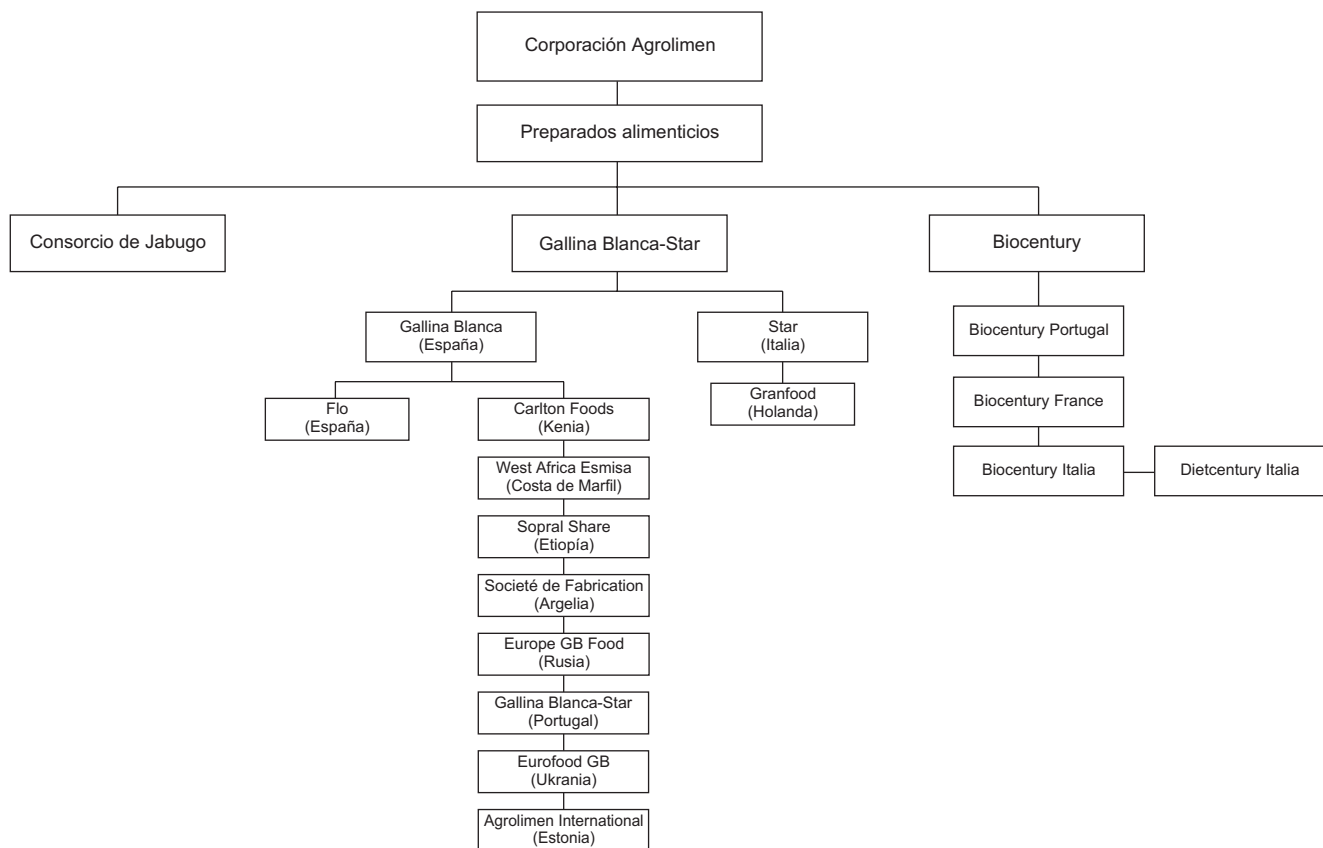 Corporación Agrolimen
Preparados alimenticios
Consorcio de Jabugo
Gallina Blanca-Star
Biocentury
Gallina Blanca
(España)
Star
(Italia)
Biocentury Portugal
Flo
(España)
Carlton Foods
(Kenia)
Granfood
(Holanda)
Biocentury France
West Africa Esmisa
(Costa de Marfil)
Biocentury Italia
Dietcentury Italia
Sopral Share
(Etiopía)
Societé de Fabrication
(Argelia)
Europe GB Food
(Rusia)
Gallina Blanca-Star
(Portugal)
Eurofood GB
(Ukrania)
Agrolimen International
(Estonia)